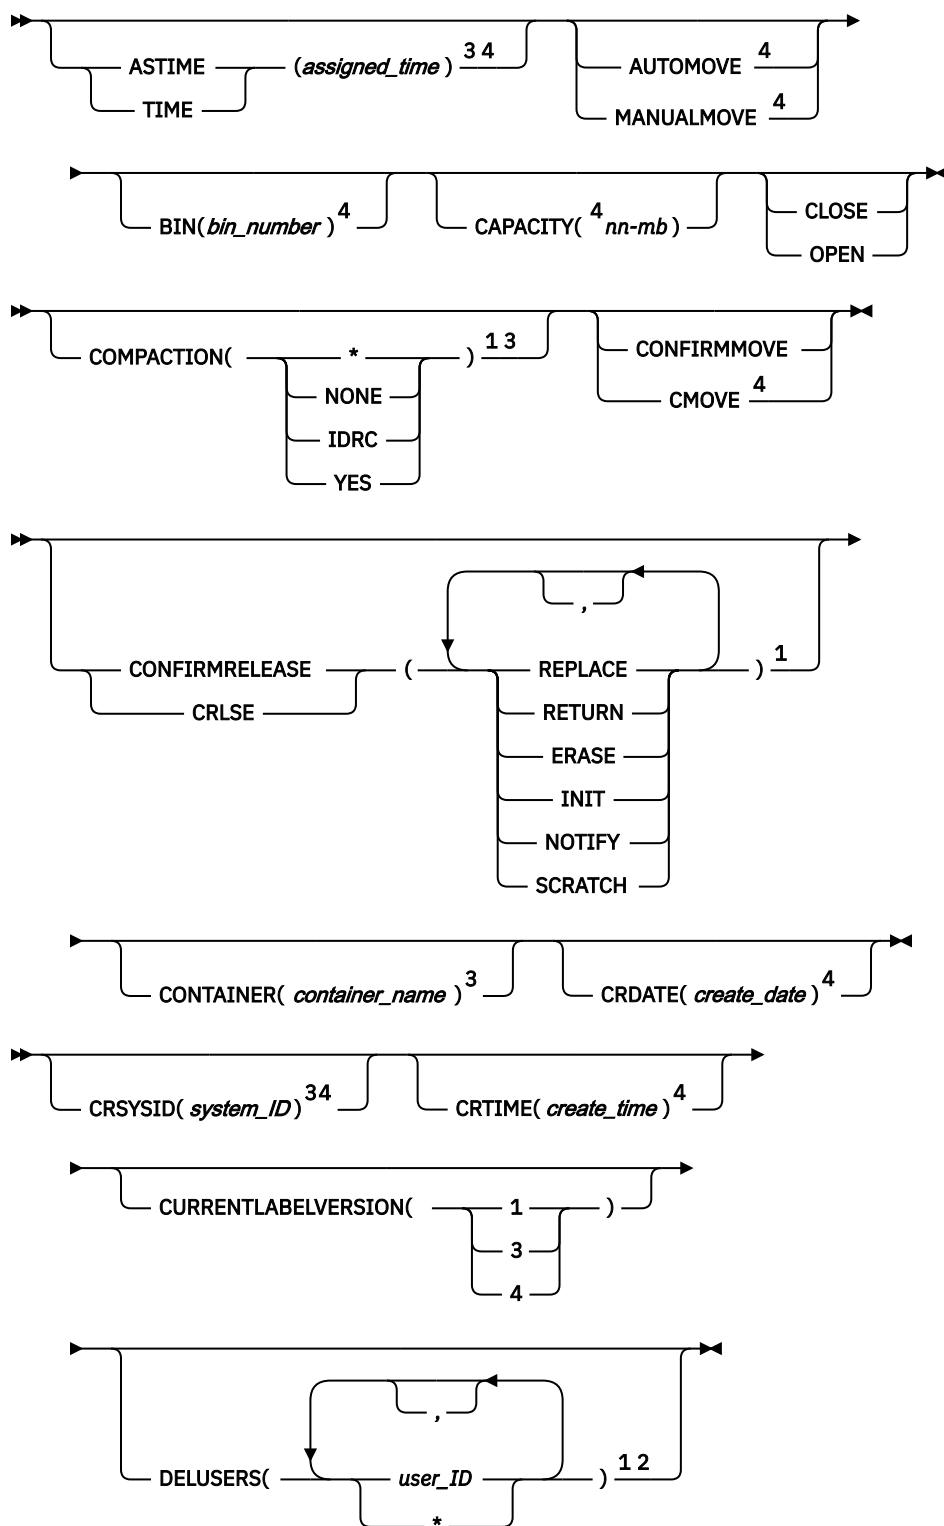 ASTIME (assigned_time) 3 4 AUTOMOVE 4
TIME MANUALMOVE 4
BIN(bin_number) 4 CAPACITY( 4 nn-mb ) CLOSE
OPEN
COMPACTION( * ) 1 3 CONFIRMMOVE
NONE CMOVE 4
IDRC
YES
,
CONFIRMRELEASE ( REPLACE ) 1
CRLSE RETURN
ERASE
INIT
NOTIFY
SCRATCH
CONTAINER( container_name ) 3 CRDATE( create_date ) 4
CRSYSID( system_ID ) 3 4 CRTIME( create_time ) 4
CURRENTLABELVERSION( 1 )
3
4
,
DELUSERS( user_ID ) 1 2
*